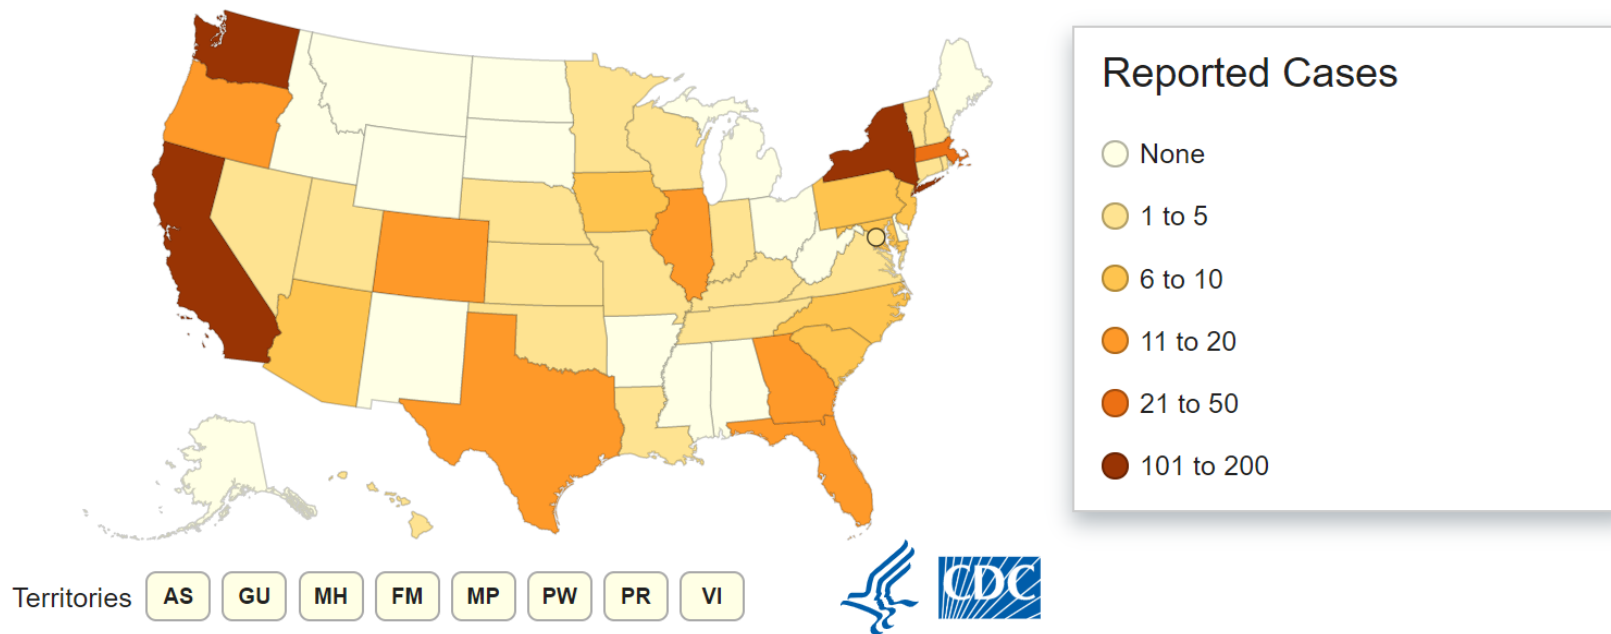 Reported Cases
None
1 to 5
6 to 10
11 to 20
21 to 50
101 to 200
Territories AS GU MH FM MP PW PR VI
CDC